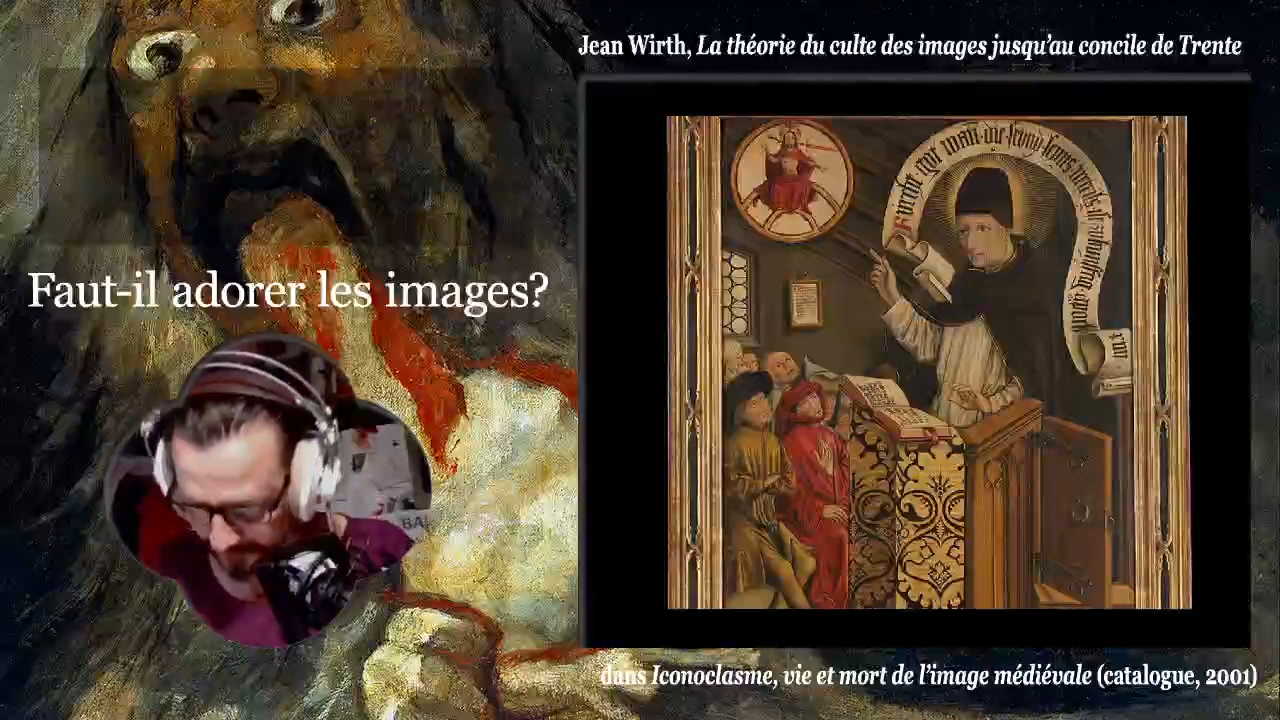 Jean Wirth, La théorie du culte des images jusqu'au concile de Trente
Faut-il adorer les images?
BAL
dans Iconoclasme, vie et mort de l'image médiévale (catalogue, 2001)